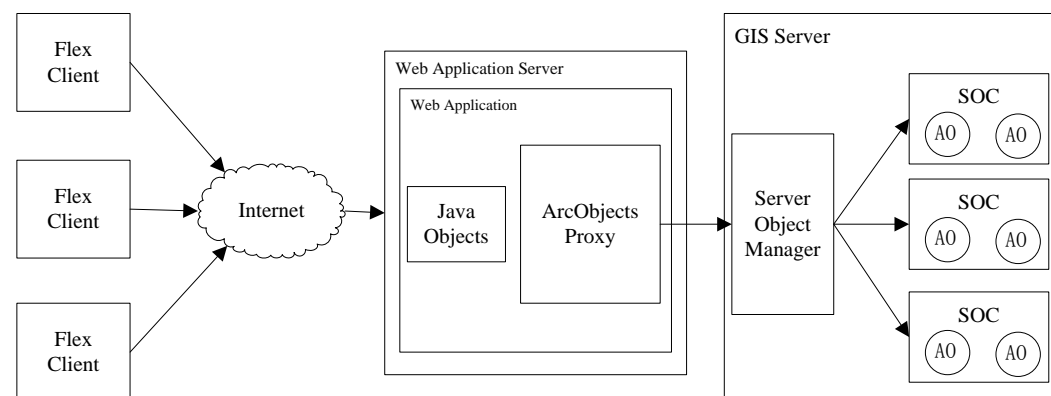 Flex
Client
Flex
Client
Flex
Client
Internet
Web Application Server
Web Application
Java
Objects
ArcObjects
Proxy
GIS Server
Server
Object
Manager
SOC
AO AO
SOC
AO AO
SOC
AO AO